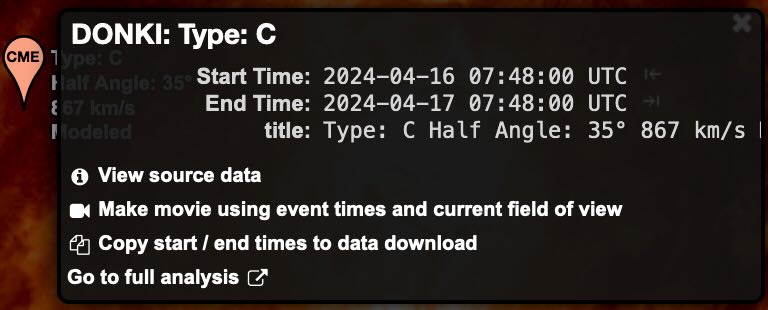 DONKI: Type: C
CME
Type: C
Half Angle: 35°
867 km/s
Modeled
Start Time: 2024-04-16 07:48:00 UTC
End Time: 2024-04-17 07:48:00 UTC
title: Type: C Half Angle: 35° 867 km/s
View source data
Make movie using event times and current field of view
Copy start / end times to data download
Go to full analysis